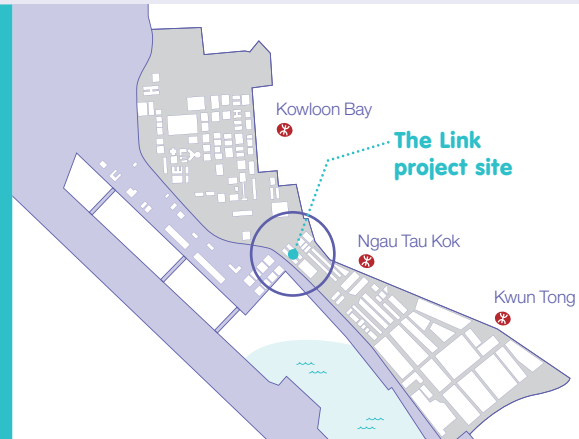 Kowloon Bay
The Link
project site
Ngau Tau Kok
Kwun Tong